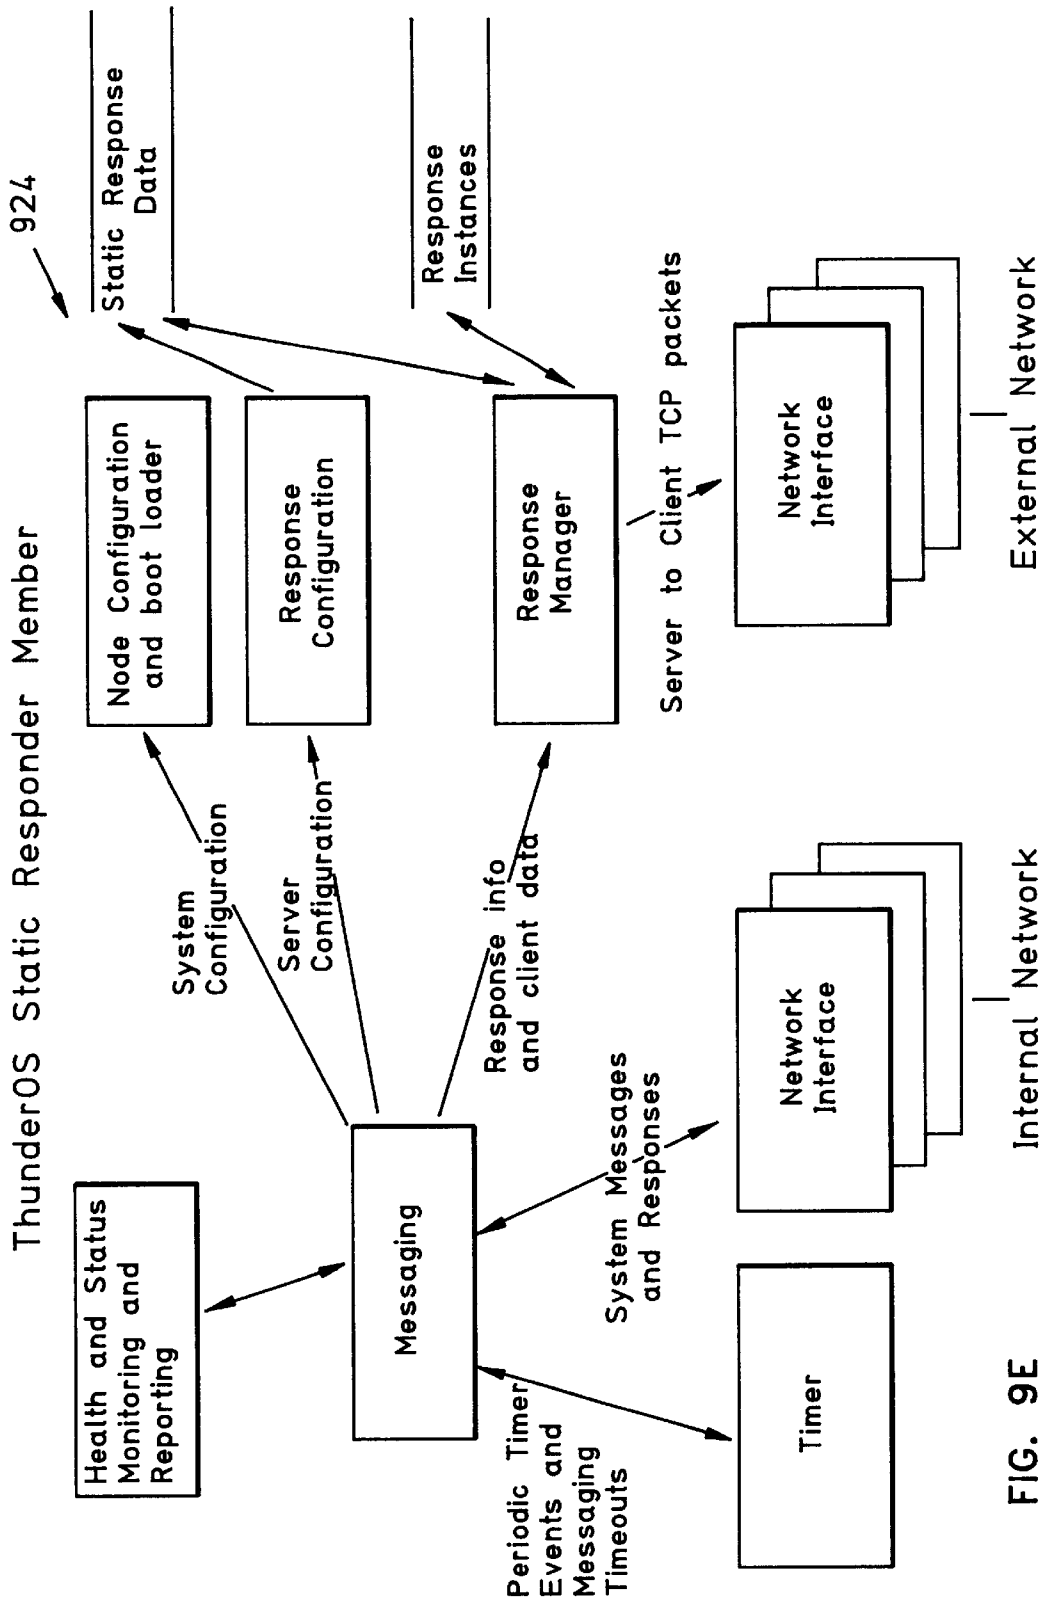 ThunderOS Static Responder Member
924
Health and Status
Monitoring and
Reporting
System
Configuration
Node Configuration
and boot loader
Static Response
Data
Server
Configuration
Response
Configuration
Messaging
Response info
and client data
Response
Manager
Response
Instances
Periodic Timer
Events and
Messaging
Timeouts
System Messages
and Responses
Server to Client TCP packets
Timer
Network
Interface
Network
Interface
Internal Network
External Network
FIG. 9E